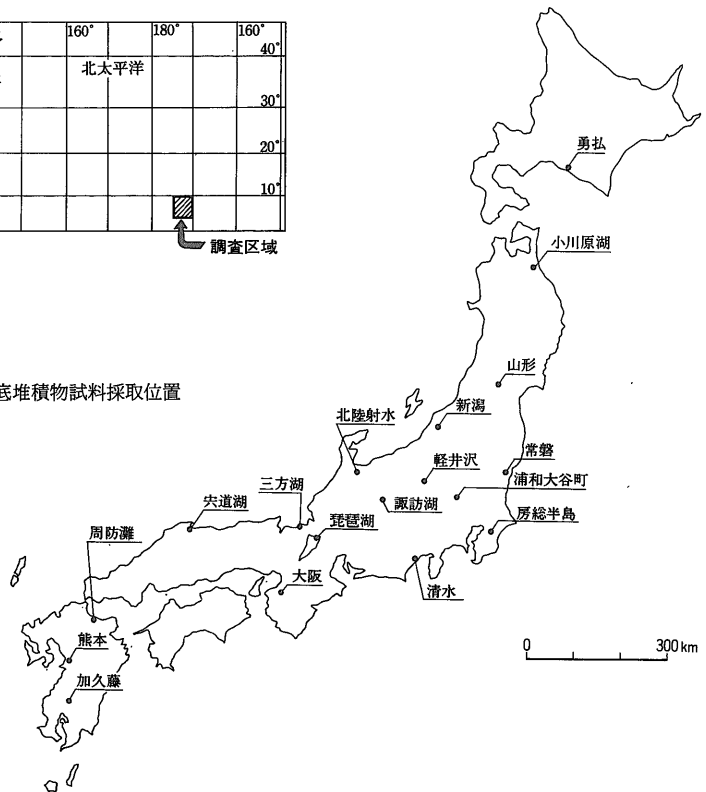 160° 180° 160°
40°
北太平洋
30°
20°
10°
調査区域
底堆積物試料採取位置
勇払
小川原湖
山形
新潟
北陸射水
常磐
軽井沢
浦和大谷町
三方湖
諏訪湖
宍道湖
房総半島
琵琶湖
周防灘
大阪
清水
熊本
加久藤
0 300km